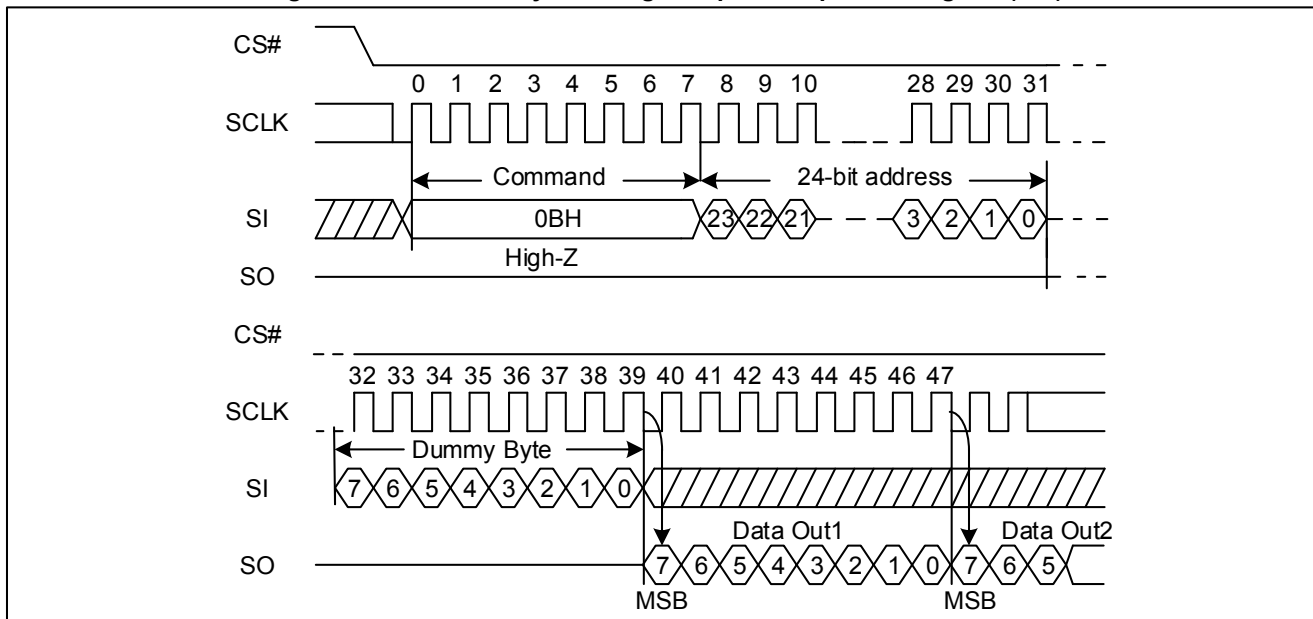 CS#
0 1 2 3 4 5 6 7 8 9 10 28 29 30 31
SCLK
Command 24-bit address
SI 0BH 23 22 21 3 2 1 0
High-Z
SO
CS#
32 33 34 35 36 37 38 39 40 41 42 43 44 45 46 47
SCLK
Dummy Byte
SI 7 6 5 4 3 2 1 0
Data Out1 Data Out2
SO 7 6 5 4 3 2 1 0 7 6 5
MSB MSB